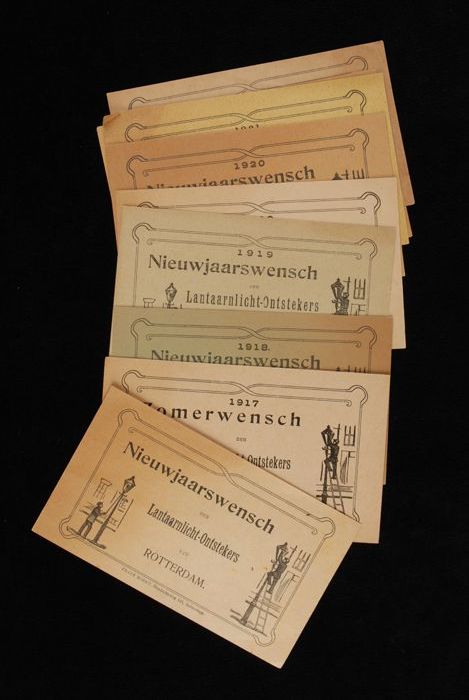 1920
Nieuwjaarswensch
1919
Nieuwjaarswensch
DER
Lantaarnlicht-Ontstekers
1918.
Nieuwjaarswensch
1917
Zomerwensch
DER
Ontstekers
Nieuwjaarswensch
DER
Lantaarnlicht-Ontstekers
VAN
ROTTERDAM.